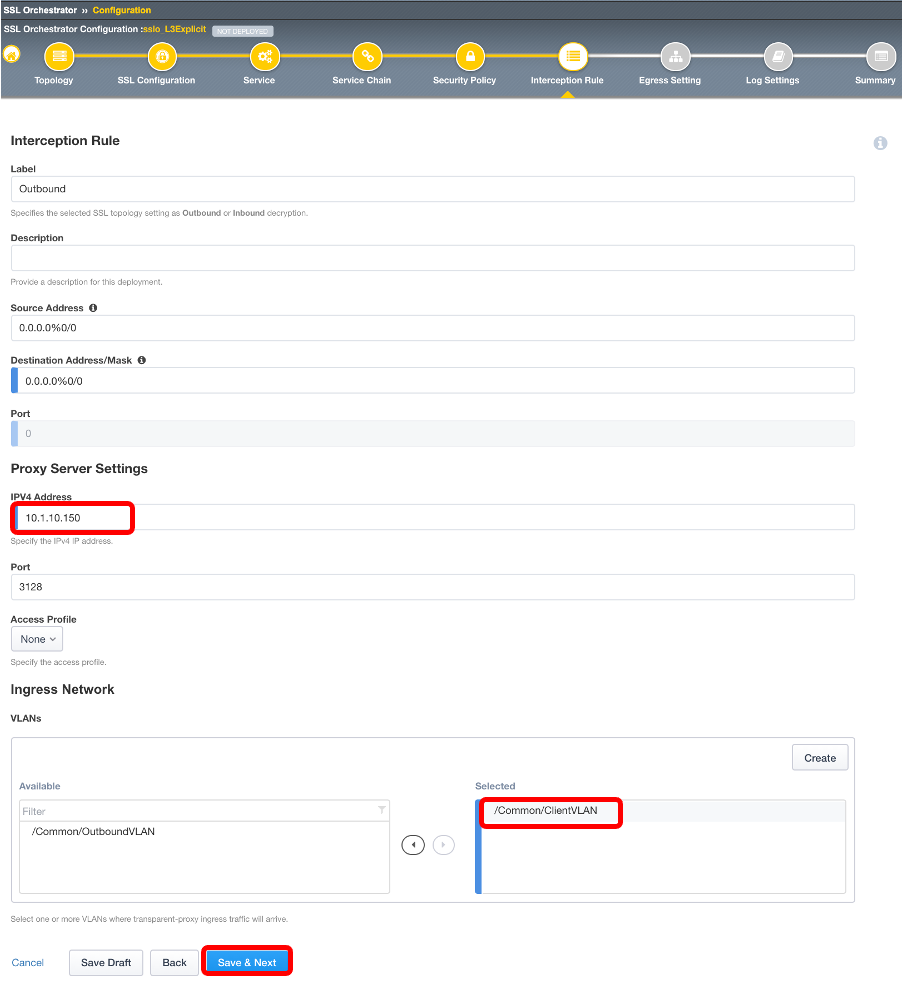 SSL Orchestrator » Configuration
SSL Orchestrator Configuration :sslo_L3Explicit NOT DEPLOYED
Topology SSL Configuration Service Service Chain Security Policy Interception Rule Egress Setting Log Settings Summary
Interception Rule
Label
Outbound
Specifies the selected SSL topology setting as Outbound or Inbound decryption.
Description
Provide a description for this deployment.
Source Address
0.0.0.0%0/0
Destination Address/Mask
0.0.0.0%0/0
Port
0
Proxy Server Settings
IPV4 Address
10.1.10.150
Specify the IPv4 IP address.
Port
3128
Access Profile
None
Specify the access profile.
Ingress Network
VLANs
Create
Available Selected
Filter /Common/ClientVLAN
/Common/OutboundVLAN
Select one or more VLANs where transparent-proxy ingress traffic will arrive.
Cancel Save Draft Back Save & Next